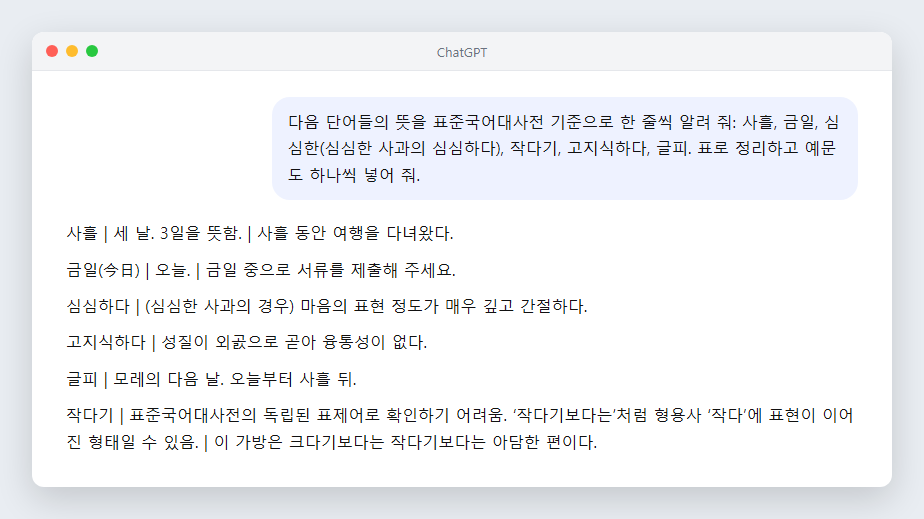 ChatGPT
다음 단어들의 뜻을 표준국어대사전 기준으로 한 줄씩 알려 줘: 사흘, 금일, 심
심한(심심한 사과의 심심하다), 작다기, 고지식하다, 글피. 표로 정리하고 예문
도 하나씩 넣어 줘.
사흘 | 세 날. 3일을 뜻함. | 사흘 동안 여행을 다녀왔다.
금일(今日) | 오늘. | 금일 중으로 서류를 제출해 주세요.
심심하다 | (심심한 사과의 경우) 마음의 표현 정도가 매우 깊고 간절하다.
고지식하다 | 성질이 외곬으로 곧아 융통성이 없다.
글피 | 모레의 다음 날. 오늘부터 사흘 뒤.
작다기 | 표준국어대사전의 독립된 표제어로 확인하기 어려움. ‘작다기보다는’처럼 형용사 ‘작다’에 표현이 이어
진 형태일 수 있음. | 이 가방은 크다기보다는 작다기보다는 아담한 편이다.